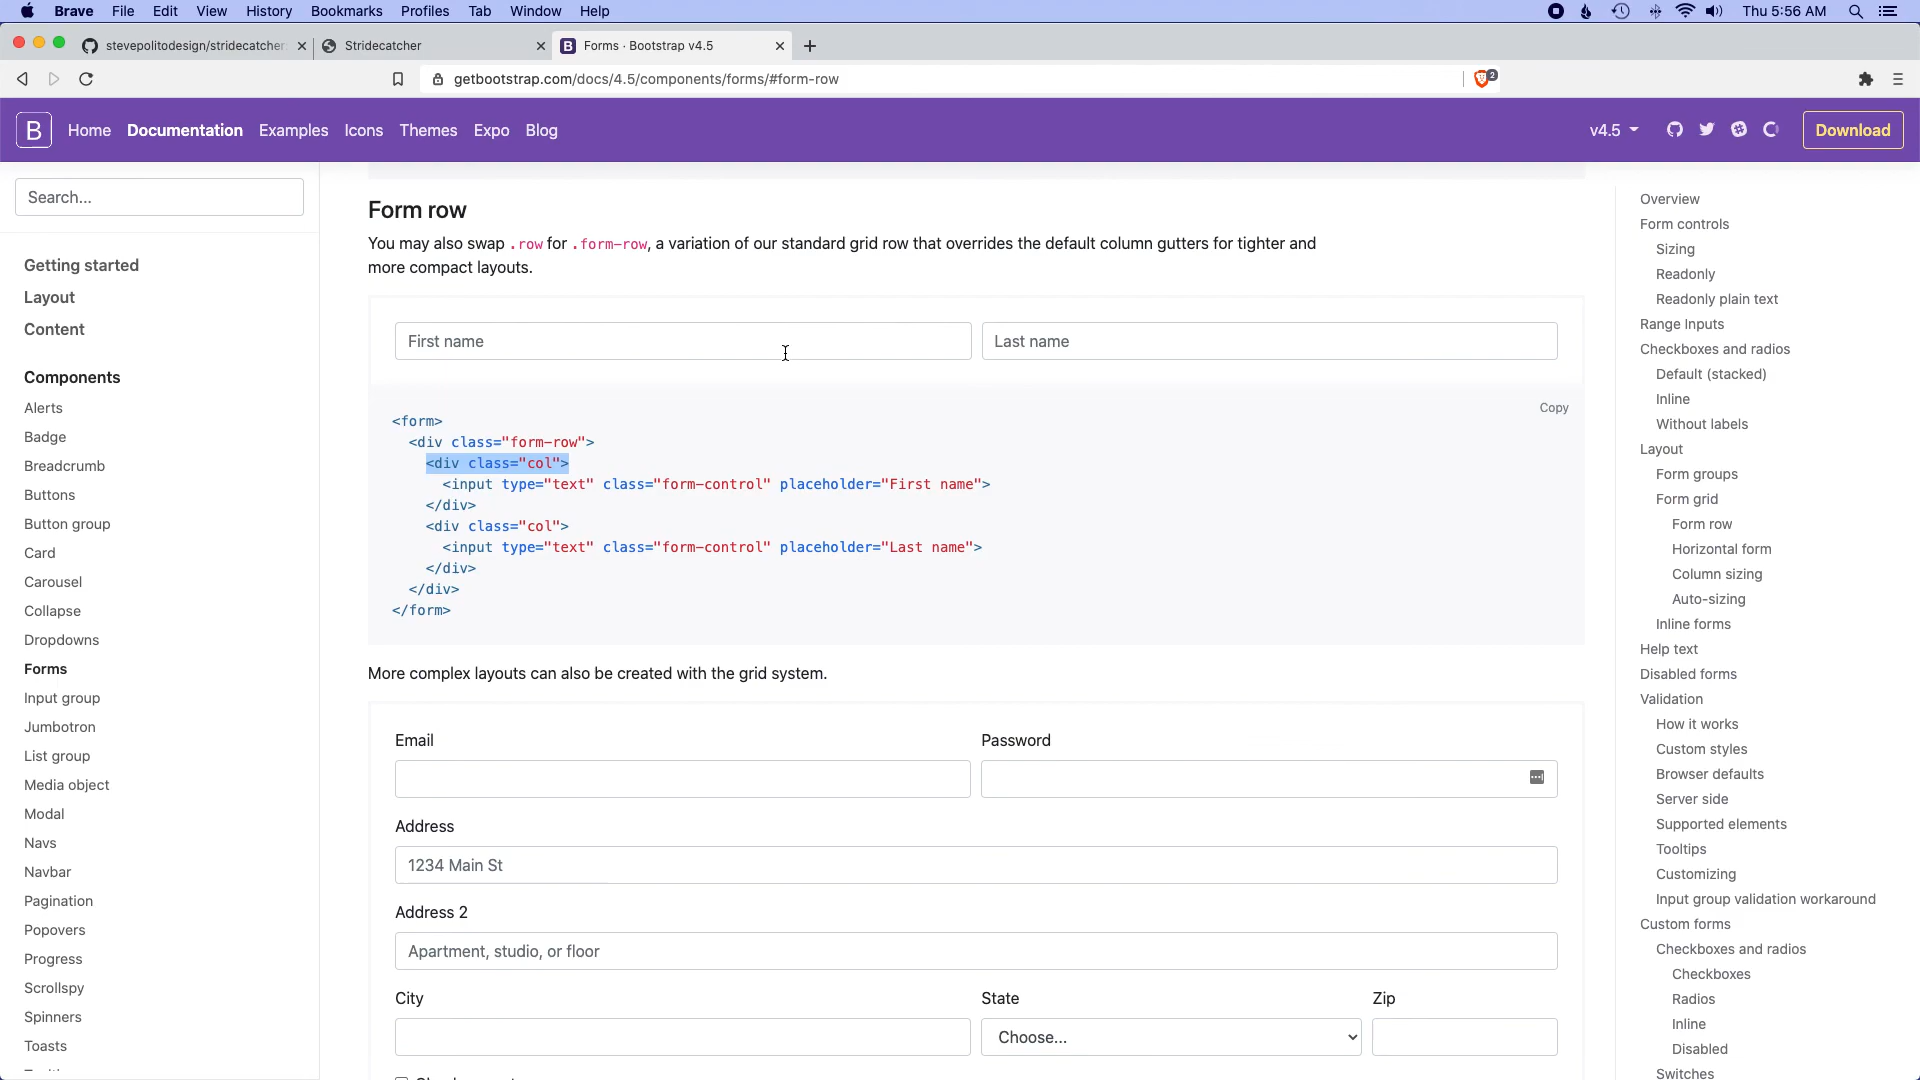 Brave File Edit View History Bookmarks Profiles Tab Window Help Thu 5:56 AM
stevepolitodesign/stridecatcher Stridecatcher B Forms · Bootstrap v4.5
getbootstrap.com/docs/4.5/components/forms/#form-row 2
B Home Documentation Examples Icons Themes Expo Blog v4.5 Download
Search...
Getting started
Layout
Content
Components
Alerts
Badge
Breadcrumb
Buttons
Button group
Card
Carousel
Collapse
Dropdowns
Forms
Input group
Jumbotron
List group
Media object
Modal
Navs
Navbar
Pagination
Popovers
Progress
Scrollspy
Spinners
Toasts
Form row
You may also swap .row for .form-row, a variation of our standard grid row that overrides the default column gutters for tighter and
more compact layouts.
First name Last name
Copy
<form>
  <div class="form-row">
    <div class="col">
      <input type="text" class="form-control" placeholder="First name">
    </div>
    <div class="col">
      <input type="text" class="form-control" placeholder="Last name">
    </div>
  </div>
</form>
More complex layouts can also be created with the grid system.
Email Password
Address
1234 Main St
Address 2
Apartment, studio, or floor
City State Zip
Choose...
Overview
Form controls
Sizing
Readonly
Readonly plain text
Range Inputs
Checkboxes and radios
Default (stacked)
Inline
Without labels
Layout
Form groups
Form grid
Form row
Horizontal form
Column sizing
Auto-sizing
Inline forms
Help text
Disabled forms
Validation
How it works
Custom styles
Browser defaults
Server side
Supported elements
Tooltips
Customizing
Input group validation workaround
Custom forms
Checkboxes and radios
Checkboxes
Radios
Inline
Disabled
Switches